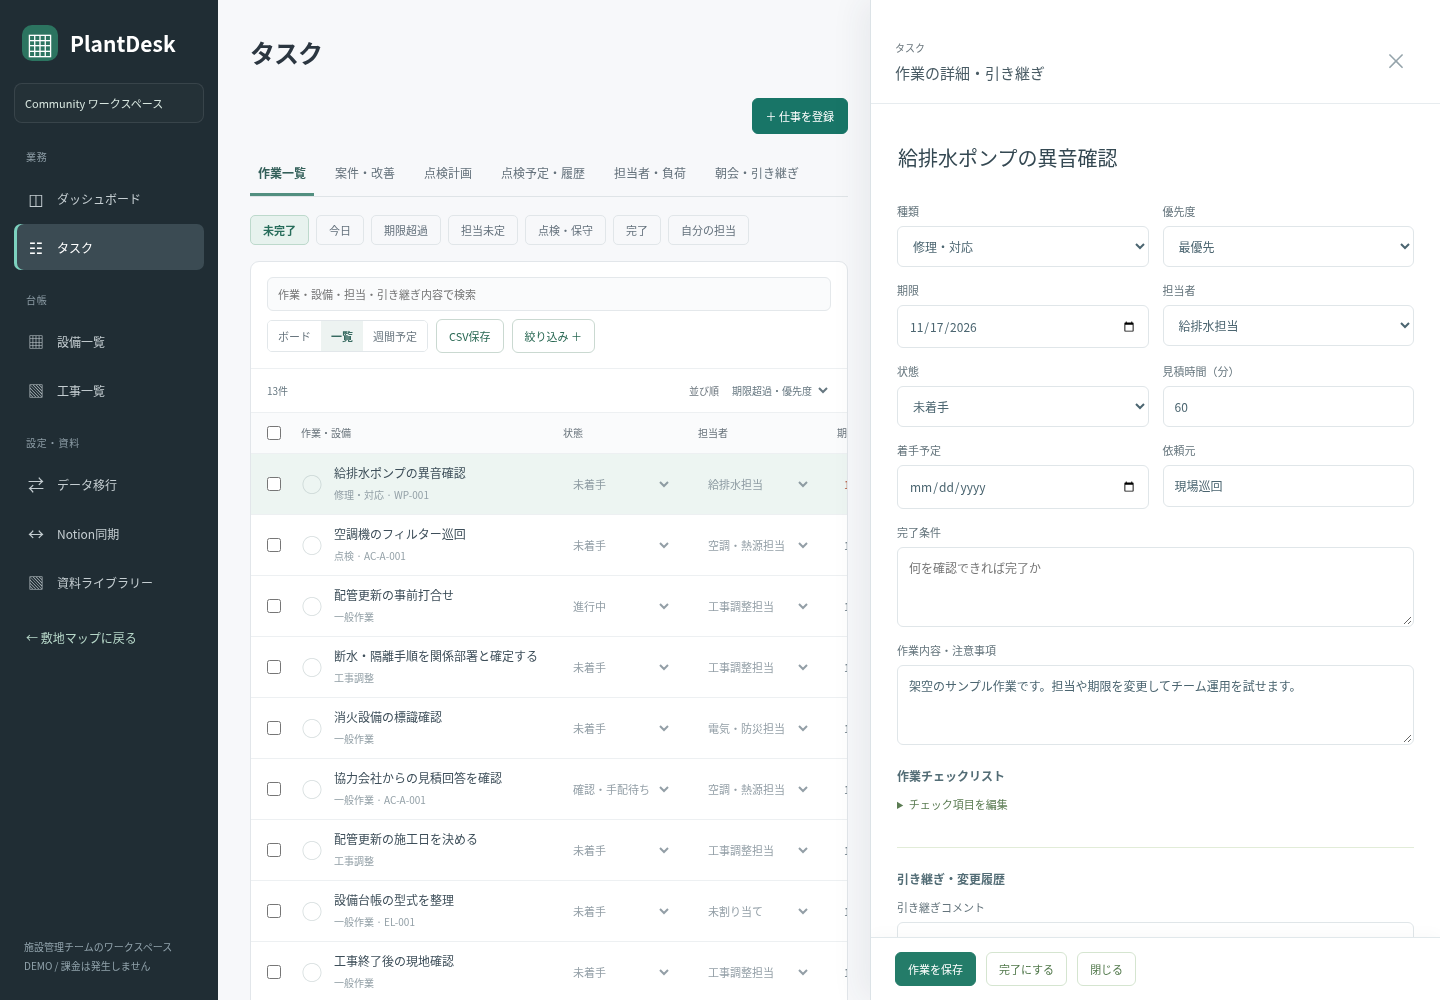 PlantDesk
Community ワークスペース
業務
ダッシュボード
タスク
台帳
設備一覧
工事一覧
設定・資料
データ移行
Notion同期
資料ライブラリー
← 敷地マップに戻る
施設管理チームのワークスペース
DEMO / 課金は発生しません
タスク
＋ 仕事を登録
作業一覧 案件・改善 点検計画 点検予定・履歴 担当者・負荷 朝会・引き継ぎ
未完了 今日 期限超過 担当未定 点検・保守 完了 自分の担当
作業・設備・担当・引き継ぎ内容で検索
ボード 一覧 週間予定 CSV保存 絞り込み ＋
13件 並び順 期限超過・優先度
作業・設備 状態 担当者 期
給排水ポンプの異音確認 未着手 給排水担当
修理・対応 · WP-001
空調機のフィルター巡回 未着手 空調・熱源担当
点検 · AC-A-001
配管更新の事前打合せ 進行中 工事調整担当
一般作業
断水・隔離手順を関係部署と確定する 未着手 工事調整担当
工事調整
消火設備の標識確認 未着手 電気・防災担当
一般作業
協力会社からの見積回答を確認 確認・手配待ち 空調・熱源担当
一般作業 · AC-A-001
配管更新の施工日を決める 未着手 工事調整担当
工事調整
設備台帳の型式を整理 未着手 未割り当て
一般作業 · EL-001
工事終了後の現地確認 未着手 工事調整担当
一般作業
タスク
作業の詳細・引き継ぎ
給排水ポンプの異音確認
種類 優先度
修理・対応 最優先
期限 担当者
11/17/2026 給排水担当
状態 見積時間（分）
未着手 60
着手予定 依頼元
mm/dd/yyyy 現場巡回
完了条件
何を確認できれば完了か
作業内容・注意事項
架空のサンプル作業です。担当や期限を変更してチーム運用を試せます。
作業チェックリスト
▶ チェック項目を編集
引き継ぎ・変更履歴
引き継ぎコメント
作業を保存 完了にする 閉じる